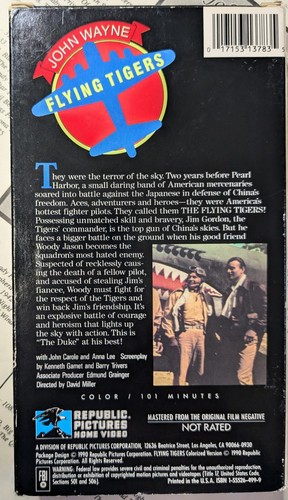 0 17153 13783 5
JOHN WAYNE
FLYING TIGERS
They were the terror of the sky. Two years before Pearl
Harbor, a small daring band of American mercenaries
soared into battle against the Japanese in defense of China's
freedom. Aces, adventurers and heroes—they were America's
hottest fighter pilots. They called them THE FLYING TIGERS!
Possessing unmatched skill and bravery, Jim Gordon, the
Tigers' commander, is the top gun of China's skies. But he
faces a bigger battle on the ground when his good friend
Woody Jason becomes the
squadron's most hated enemy.
Suspected of recklessly caus-
ing the death of a fellow pilot,
and accused of stealing Jim's
fiancee, Woody must fight for
the respect of the Tigers and
win back Jim's friendship. It's
an explosive battle of courage
and heroism that lights up
the sky with action. This is
"The Duke" at his best!
with John Carole and Anna Lee Screenplay
by Kenneth Gamet and Barry Trivers
Associate Producer Edmund Grainger
Directed by David Miller
COLOR / 101 MINUTES
REPUBLIC
PICTURES
HOME VIDEO
MASTERED FROM THE ORIGINAL FILM NEGATIVE
NOT RATED
A DIVISION OF REPUBLIC PICTURES CORPORATION, 12636 Beatrice Street, Los Angeles, CA 90066-0930
Package Design © 1990 Republic Pictures Corporation. FLYING TIGERS Colorized Version © 1990 Republic
Pictures Corporation. All Rights Reserved. Printed in the U.S.A. ISBN 1-55526-499-9
FBI
WARNING: Federal law provides severe civil and criminal penalties for the unauthorized reproduction,
distribution or exhibition of copyrighted motion pictures and videotapes (Title 17, United States Code,
Sections 501 and 506).